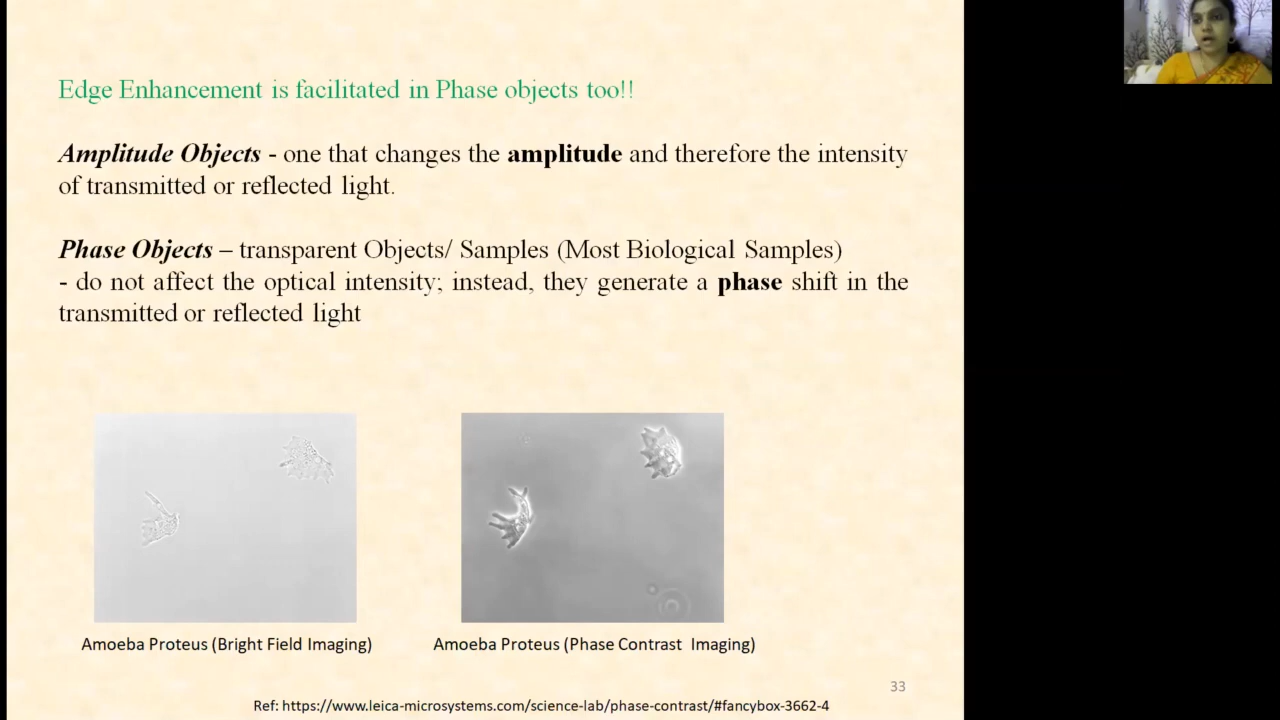 Edge Enhancement is facilitated in Phase objects too!!
Amplitude Objects - one that changes the amplitude and therefore the intensity
of transmitted or reflected light.
Phase Objects – transparent Objects/ Samples (Most Biological Samples)
- do not affect the optical intensity; instead, they generate a phase shift in the
transmitted or reflected light
Amoeba Proteus (Bright Field Imaging)
Amoeba Proteus (Phase Contrast  Imaging)
33
Ref: https://www.leica-microsystems.com/science-lab/phase-contrast/#fancybox-3662-4